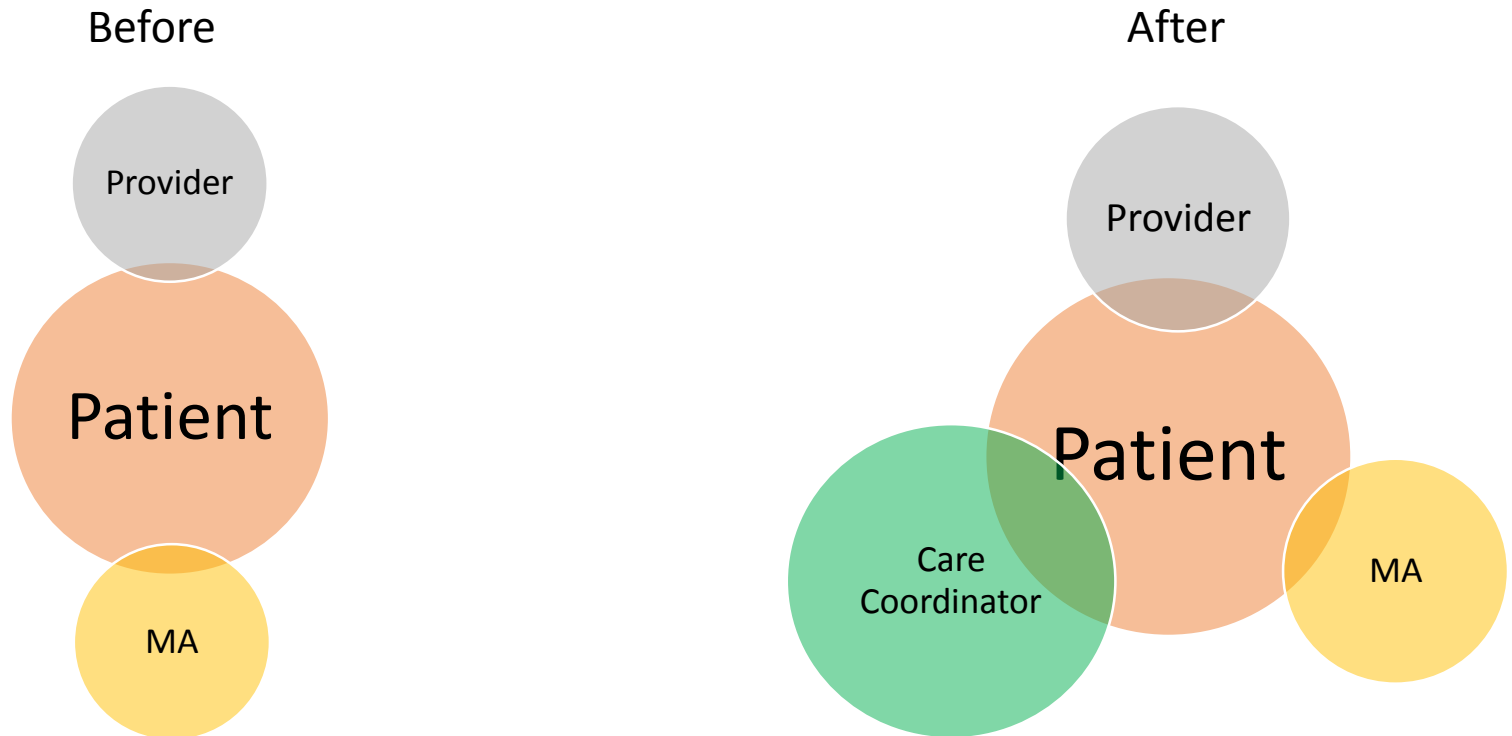 Before
Provider
Patient
MA
After
Provider
Patient
Care
Coordinator
MA